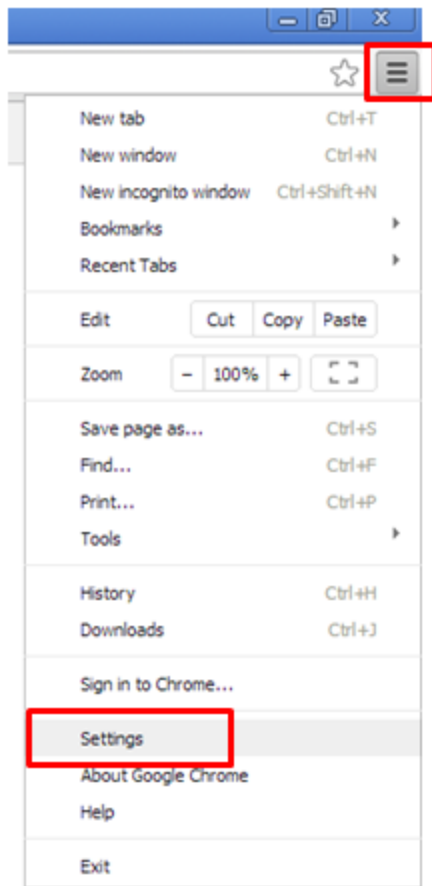 New tab Ctrl+T
New window Ctrl+N
New incognito window Ctrl+Shift+N
Bookmarks
Recent Tabs
Edit Cut Copy Paste
Zoom - 100% +
Save page as... Ctrl+S
Find... Ctrl+F
Print... Ctrl+P
Tools
History Ctrl+H
Downloads Ctrl+J
Sign in to Chrome...
Settings
About Google Chrome
Help
Exit